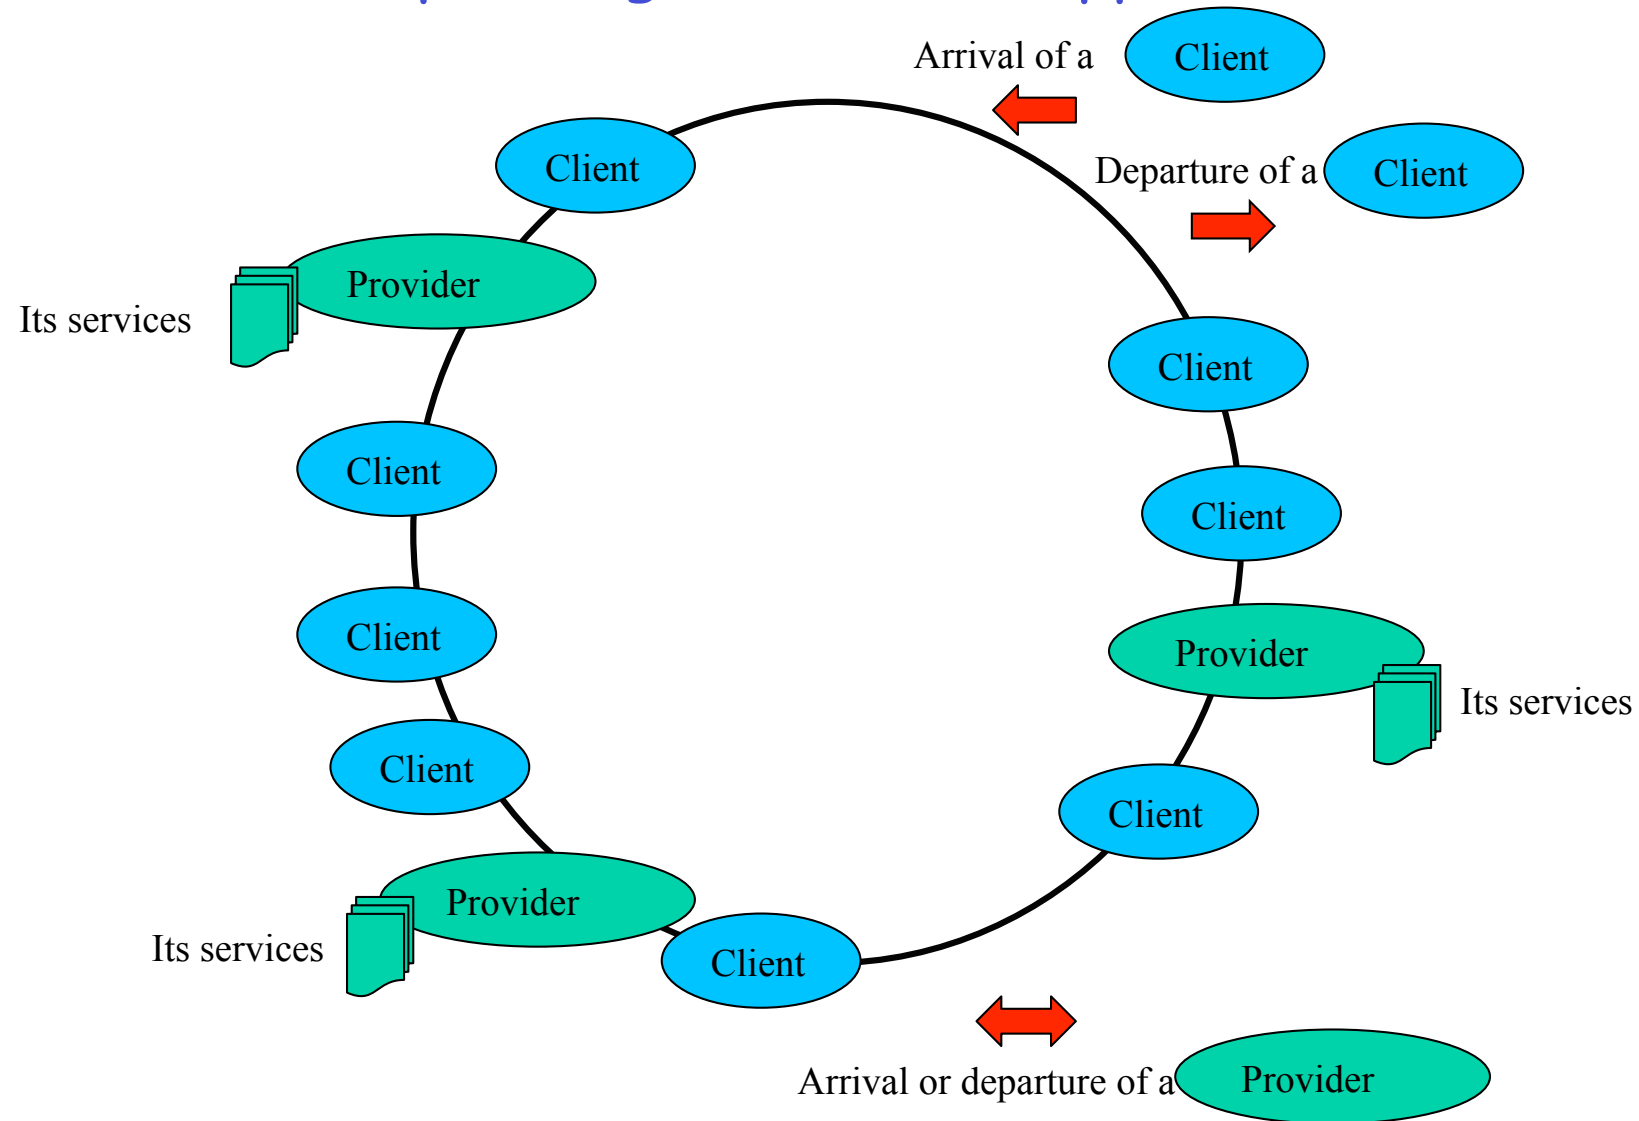 Arrival of a
Client
Client
Departure of a
Client
Provider
Its services
Client
Client
Client
Client
Provider
Its services
Client
Client
Client
Provider
Its services
Client
Arrival or departure of a
Provider